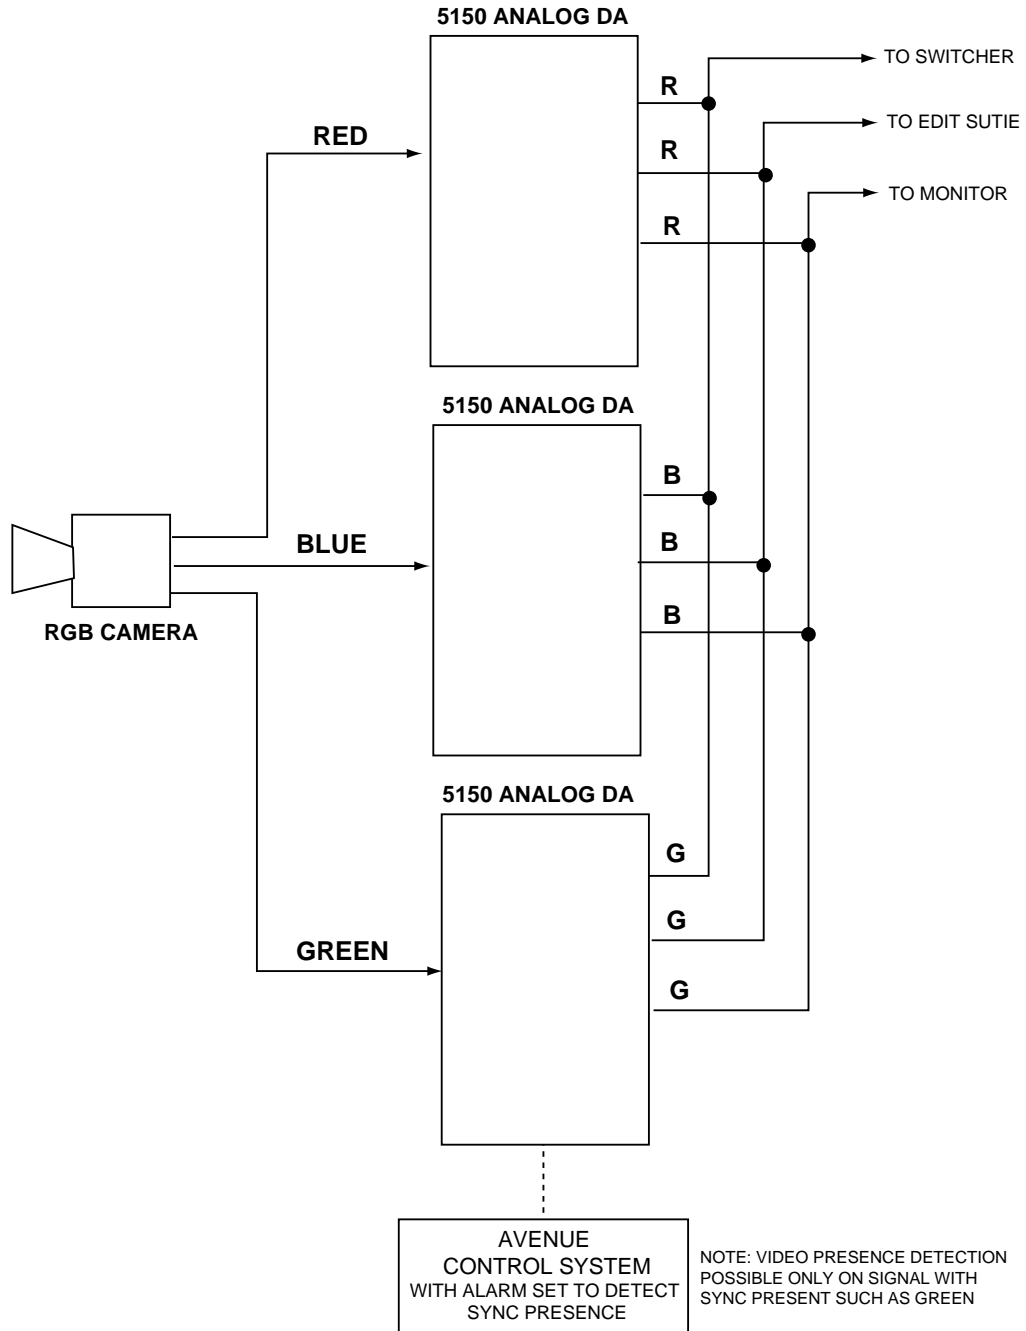 5150 ANALOG DA
TO SWITCHER
R
TO EDIT SUTIE
RED
R
TO MONITOR
R
5150 ANALOG DA
B
BLUE
B
RGB CAMERA
B
5150 ANALOG DA
G
G
GREEN
G
AVENUE
CONTROL SYSTEM
WITH ALARM SET TO DETECT
SYNC PRESENCE
NOTE: VIDEO PRESENCE DETECTION
POSSIBLE ONLY ON SIGNAL WITH
SYNC PRESENT SUCH AS GREEN